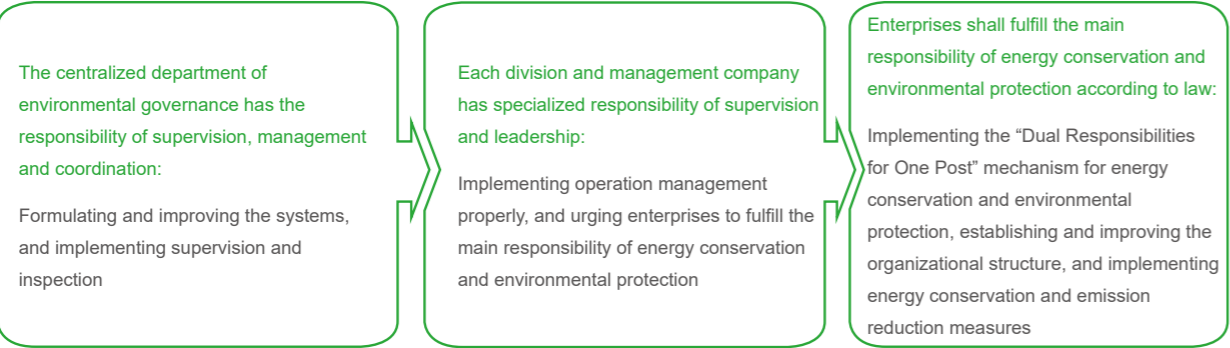 The centralized department of
environmental governance has the
responsibility of supervision, management
and coordination:
Formulating and improving the systems,
and implementing supervision and
inspection
Each division and management company
has specialized responsibility of supervision
and leadership:
Implementing operation management
properly, and urging enterprises to fulfill the
main responsibility of energy conservation
and environmental protection
Enterprises shall fulfill the main
responsibility of energy conservation and
environmental protection according to law:
Implementing the “Dual Responsibilities
for One Post” mechanism for energy
conservation and environmental
protection, establishing and improving the
organizational structure, and implementing
energy conservation and emission
reduction measures